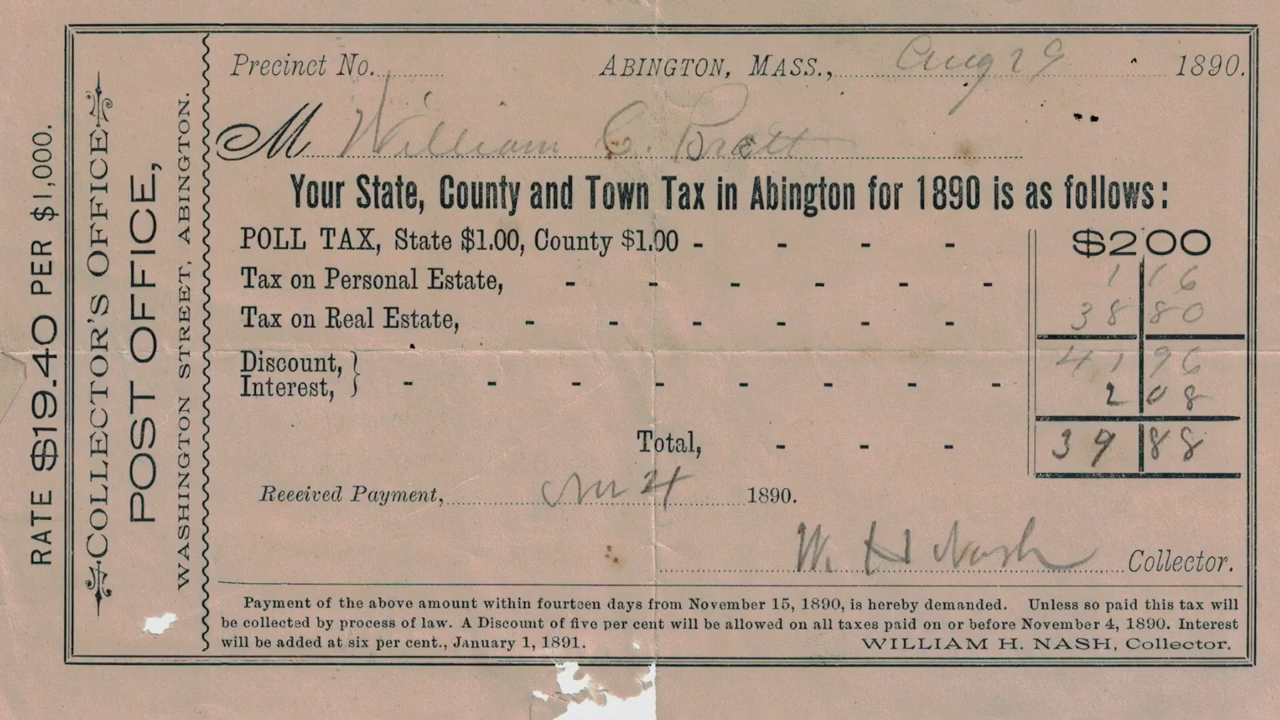 RATE $19.40 PER $1,000.
COLLECTOR'S OFFICE
POST OFFICE,
WASHINGTON STREET, ABINGTON.
Precinct No. ABINGTON, MASS., Aug 29 1890.
M. William C. Pratt
Your State, County and Town Tax in Abington for 1890 is as follows:
POLL TAX, State $1.00, County $1.00 - - - - $2 00
Tax on Personal Estate, - - - - - - 1 16
Tax on Real Estate, - - - - - - 38 80
41 96
Discount, }
Interest, } - - - - - - - - 2 08
Total, - - - 39 88
Received Payment, Nov 4 1890.
W. H Nash Collector.
Payment of the above amount within fourteen days from November 15, 1890, is hereby demanded. Unless so paid this tax will
be collected by process of law. A Discount of five per cent will be allowed on all taxes paid on or before November 4, 1890. Interest
will be added at six per cent., January 1, 1891. WILLIAM H. NASH, Collector.